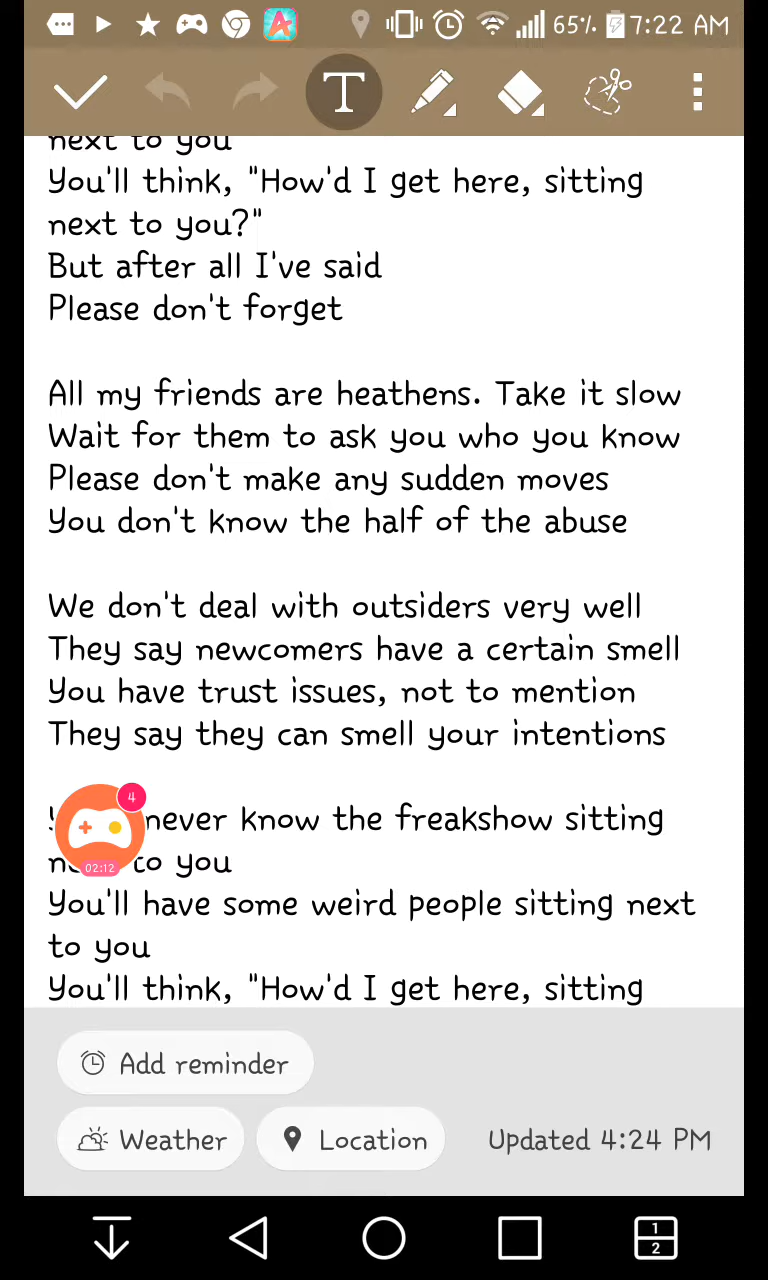 65% 7:22 AM
T
next to you
You'll think, "How'd I get here, sitting
next to you?"
But after all I've said
Please don't forget
All my friends are heathens. Take it slow
Wait for them to ask you who you know
Please don't make any sudden moves
You don't know the half of the abuse
We don't deal with outsiders very well
They say newcomers have a certain smell
You have trust issues, not to mention
They say they can smell your intentions
4
never know the freakshow sitting
to you
02:12
You'll have some weird people sitting next
to you
You'll think, "How'd I get here, sitting
Add reminder
Weather Location Updated 4:24 PM
1
2